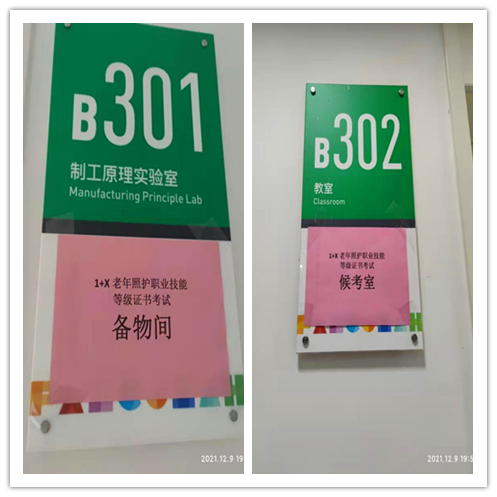 B301
制工原理实验室
Manufacturing Principle Lab
1+X 老年照护职业技能
等级证书考试
备物间
2021.12.9 19
B302
教室
Classroom
1+X 老年照护职业技能
等级证书考试
候考室
2021.12.9 19:5